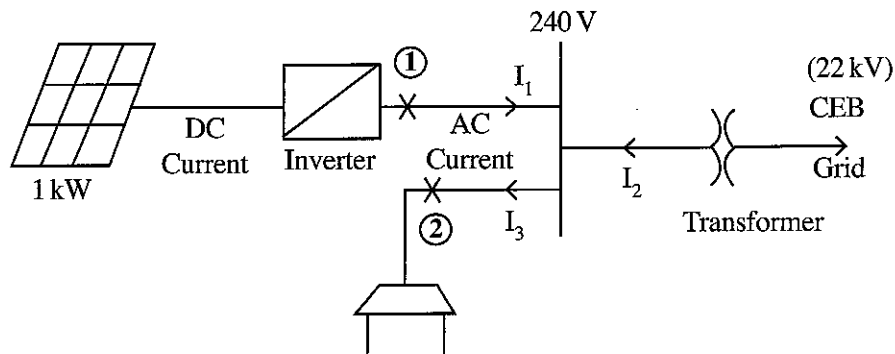 240 V
①
I₁
(22 kV)
CEB
DC
Current
AC
Current
Inverter
Grid
1 kW
I₂
②
I₃
Transformer